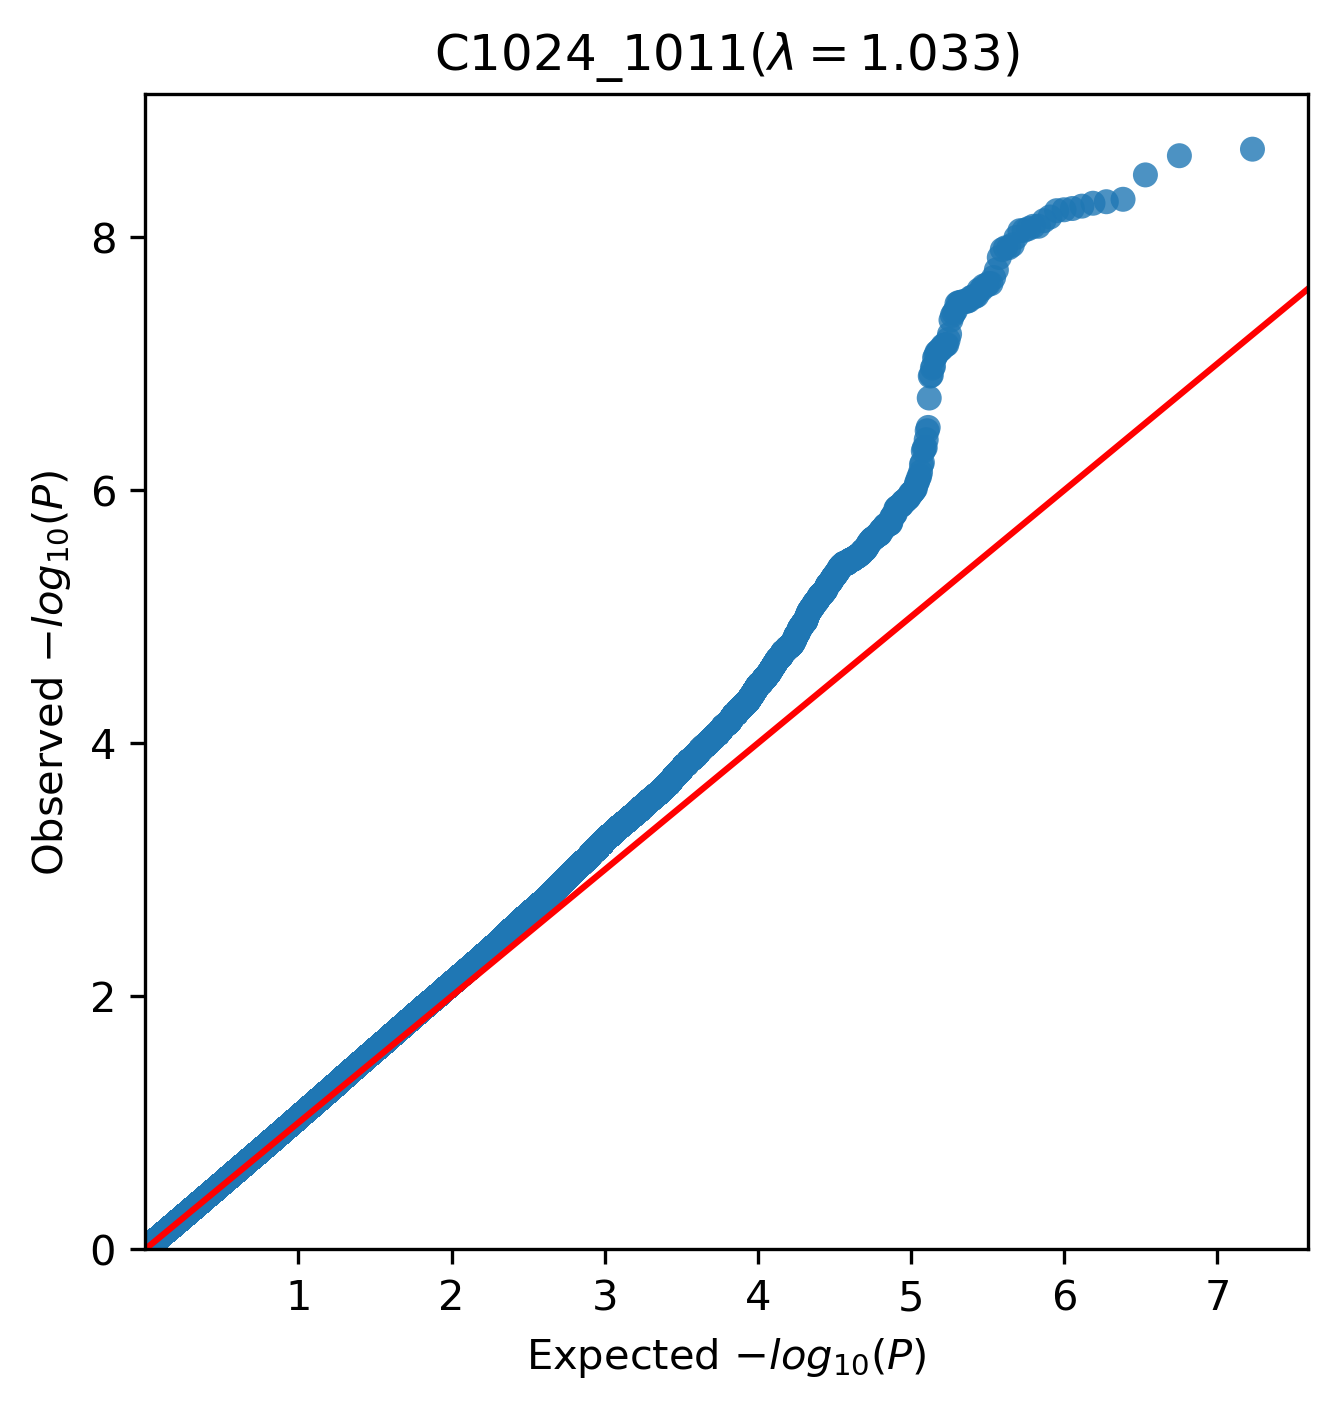 C1024_1011(λ = 1.033)
Observed −log₁₀(P)
8
6
4
2
0
1 2 3 4 5 6 7
Expected −log₁₀(P)